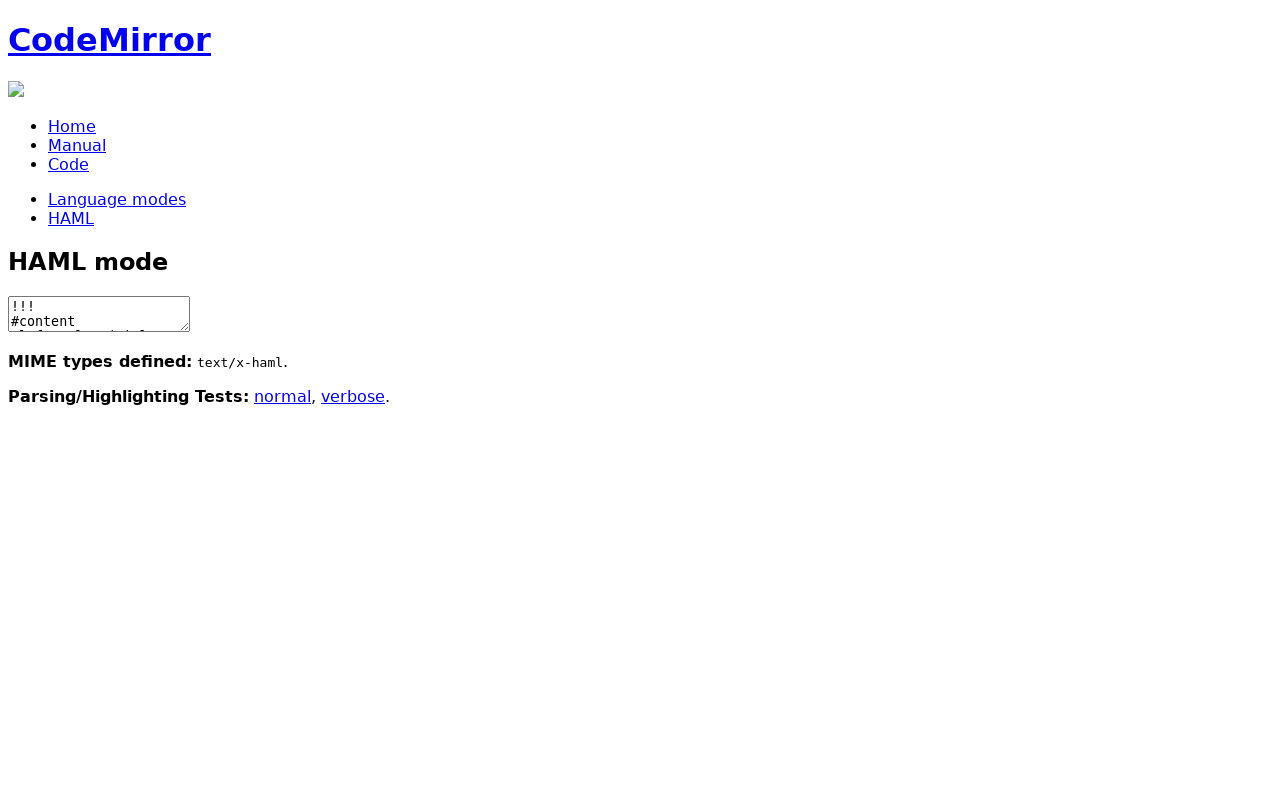 CodeMirror
Home
Manual
Code
Language modes
HAML
HAML mode
!!!
#content
MIME types defined: text/x-haml.
Parsing/Highlighting Tests: normal, verbose.